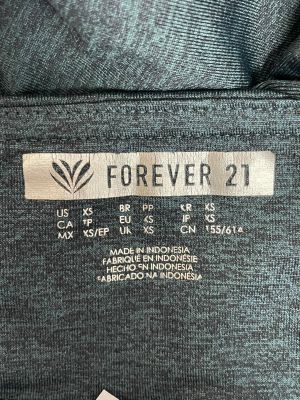 FOREVER 21
US XS BR PP KR XS
CA TP EU XS JP XS
MX XS/EP UK XS CN 155/61A
MADE IN INDONESIA
FABRIQUÉ EN INDONÉSIE
HECHO EN INDONESIA
FABRICADO NA INDONÉSIA